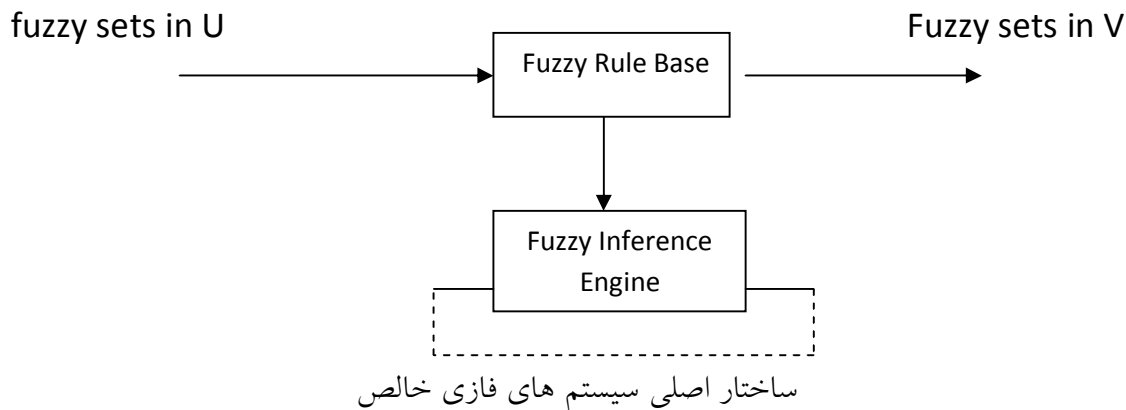 fuzzy sets in U
Fuzzy sets in V
Fuzzy Rule Base
Fuzzy Inference
Engine
ساختار اصلی سیستم های فازی خالص